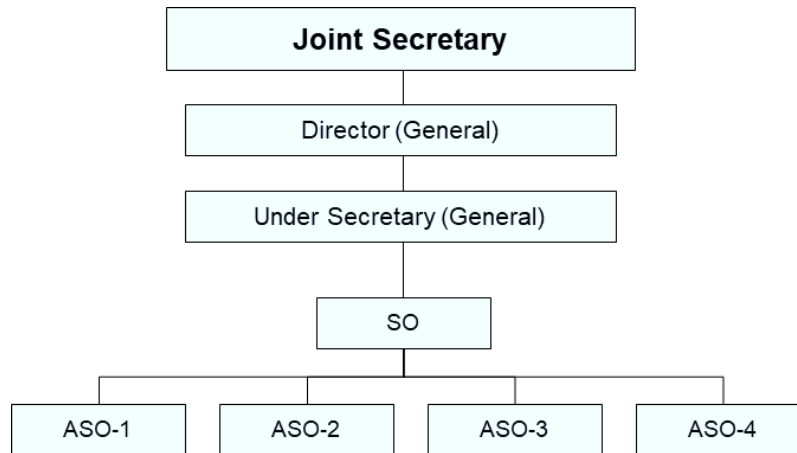 Joint Secretary
Director (General)
Under Secretary (General)
SO
ASO-1
ASO-2
ASO-3
ASO-4